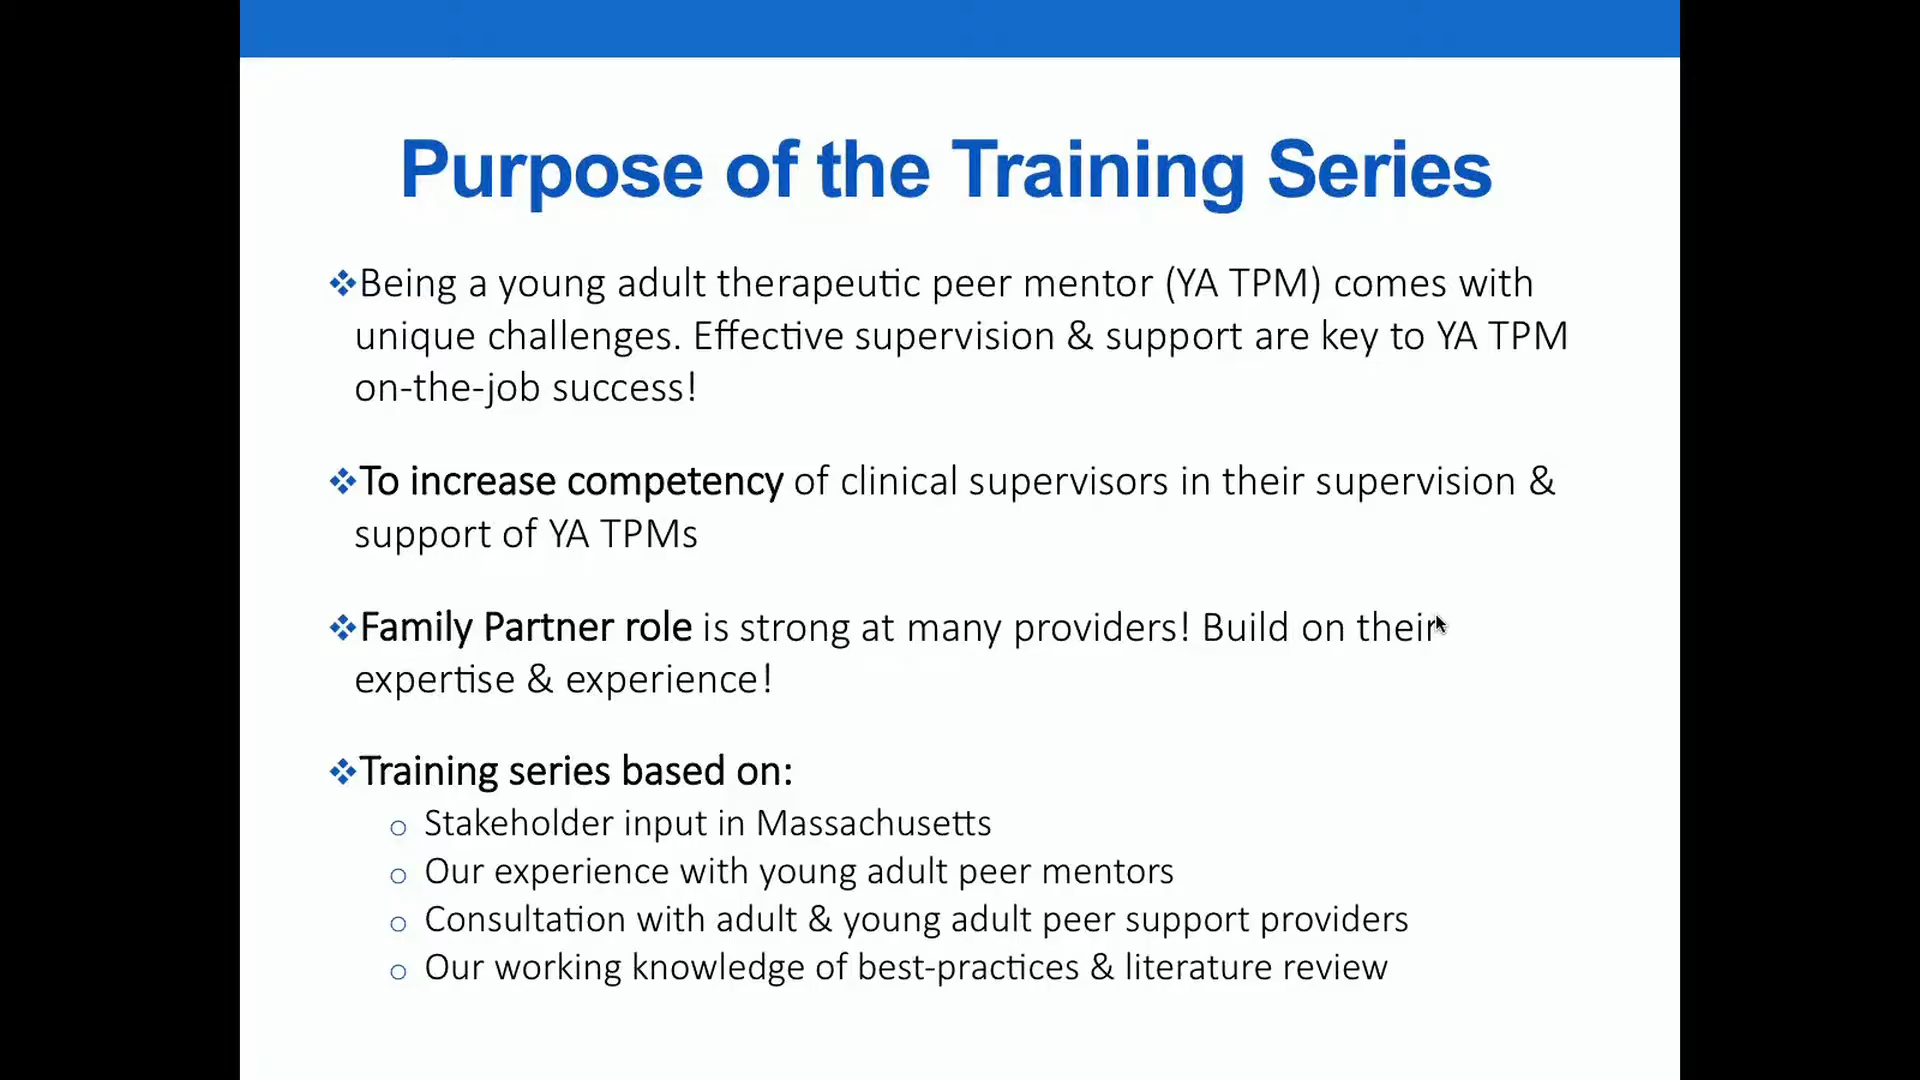 Purpose of the Training Series
❖Being a young adult therapeutic peer mentor (YA TPM) comes with
unique challenges. Effective supervision & support are key to YA TPM
on-the-job success!
❖To increase competency of clinical supervisors in their supervision &
support of YA TPMs
❖Family Partner role is strong at many providers! Build on their
expertise & experience!
❖Training series based on:
o Stakeholder input in Massachusetts
o Our experience with young adult peer mentors
o Consultation with adult & young adult peer support providers
o Our working knowledge of best-practices & literature review